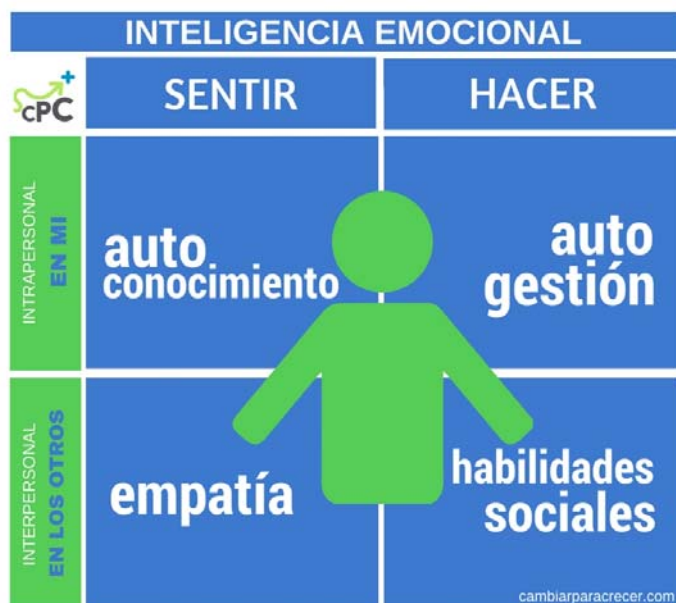 INTELIGENCIA EMOCIONAL
CPC+
SENTIR
HACER
INTRAPERSONAL
EN MI
auto
conocimiento
auto
gestión
INTERPERSONAL
EN LOS OTROS
empatía
habilidades
sociales
cambiarparacrecer.com